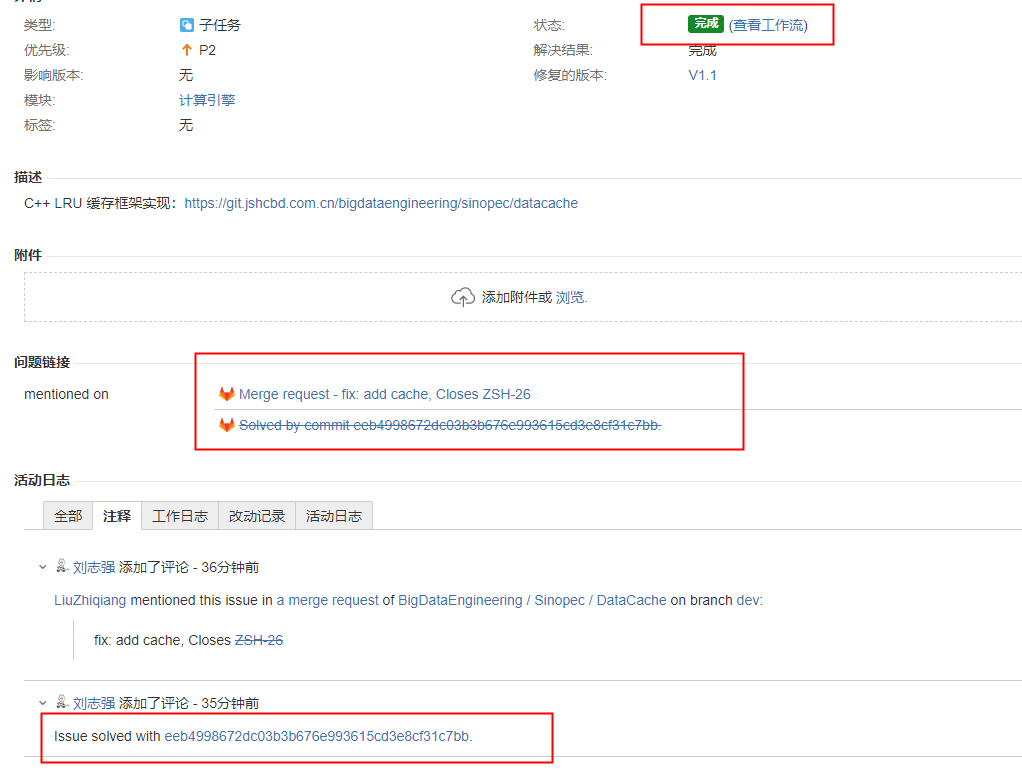 类型: 子任务 状态: 完成 (查看工作流)
优先级: P2 解决结果: 完成
影响版本: 无 修复的版本: V1.1
模块: 计算引擎
标签: 无
描述
C++ LRU 缓存框架实现：https://git.jshcbd.com.cn/bigdataengineering/sinopec/datacache
附件
添加附件或 浏览.
问题链接
mentioned on Merge request - fix: add cache, Closes ZSH-26
Solved by commit eeb4998672dc03b3b676e993615cd3e8cf31c7bb.
活动日志
全部 注释 工作日志 改动记录 活动日志
刘志强 添加了评论 - 36分钟前
LiuZhiqiang mentioned this issue in a merge request of BigDataEngineering / Sinopec / DataCache on branch dev:
fix: add cache, Closes ZSH-26
刘志强 添加了评论 - 35分钟前
Issue solved with eeb4998672dc03b3b676e993615cd3e8cf31c7bb.